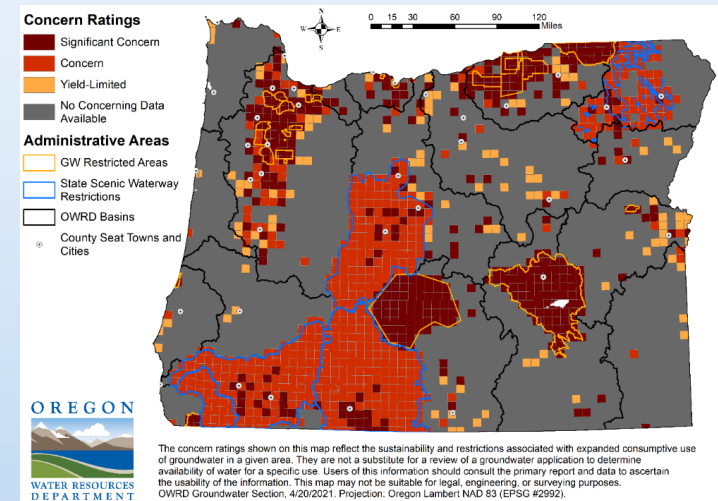 Concern Ratings
Significant Concern
Concern
Yield-Limited
No Concerning Data
Available
Administrative Areas
GW Restricted Areas
State Scenic Waterway
Restrictions
OWRD Basins
County Seat Towns and
Cities
N
W E
S
0 15 30 60 90 120
Miles
OREGON
WATER RESOURCES
DEPARTMENT
The concern ratings shown on this map reflect the sustainability and restrictions associated with expanded consumptive use
of groundwater in a given area. They are not a substitute for a review of a groundwater application to determine
availability of water for a specific use. Users of this information should consult the primary report and data to ascertain
the usability of the information. This map may not be suitable for legal, engineering, or surveying purposes.
OWRD Groundwater Section, 4/20/2021. Projection: Oregon Lambert NAD 83 (EPSG #2992).